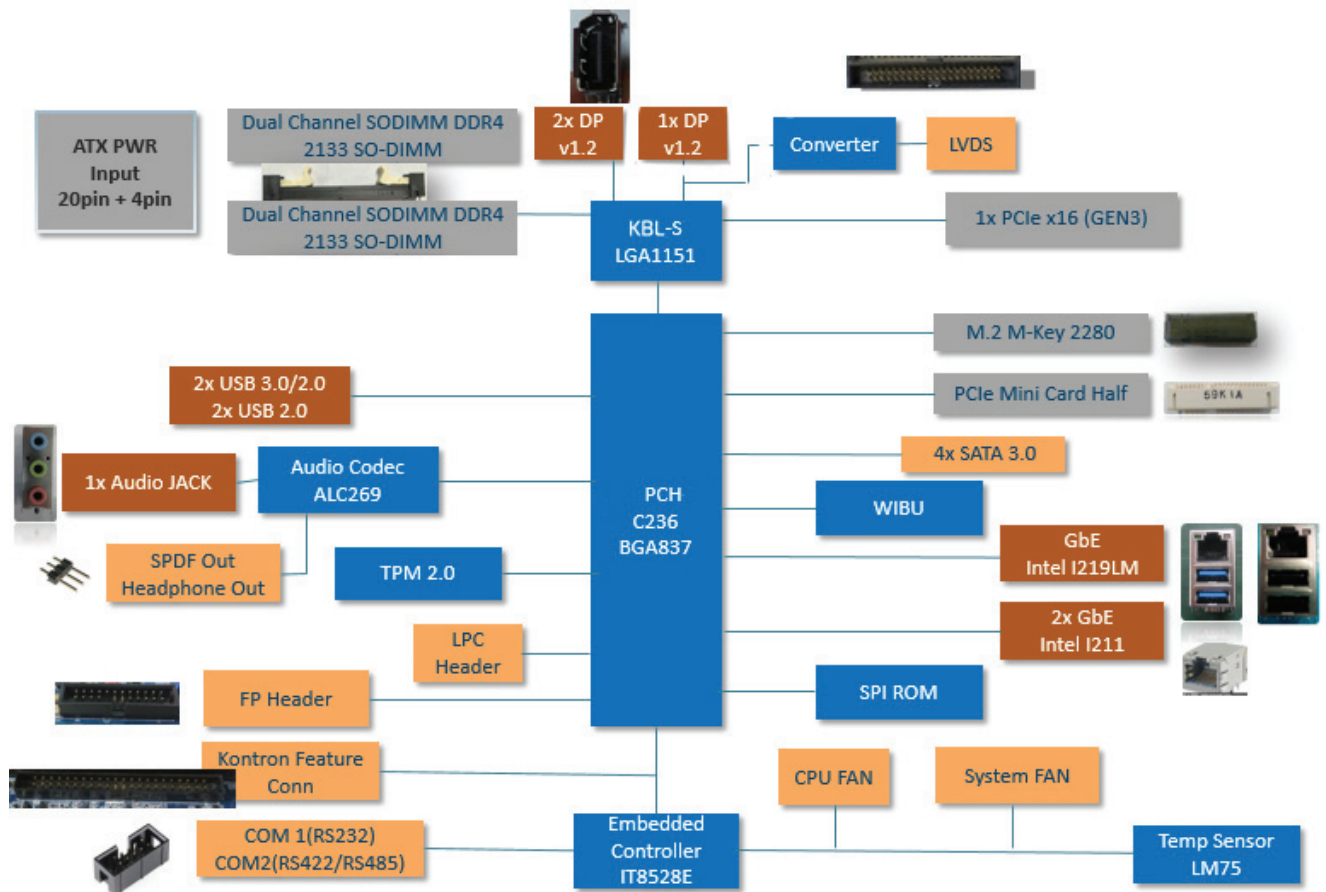 ATX PWR
Input
20pin + 4pin
Dual Channel SODIMM DDR4
2133 SO-DIMM
Dual Channel SODIMM DDR4
2133 SO-DIMM
2x DP
v1.2
1x DP
v1.2
Converter
LVDS
KBL-S
LGA1151
1x PCIe x16 (GEN3)
M.2 M-Key 2280
PCIe Mini Card Half
59K1A
4x SATA 3.0
WIBU
GbE
Intel I219LM
2x GbE
Intel I211
SPI ROM
PCH
C236
BGA837
2x USB 3.0/2.0
2x USB 2.0
1x Audio JACK
Audio Codec
ALC269
SPDF Out
Headphone Out
TPM 2.0
LPC
Header
FP Header
Kontron Feature
Conn
COM 1(RS232)
COM2(RS422/RS485)
Embedded
Controller
IT8528E
CPU FAN
System FAN
Temp Sensor
LM75